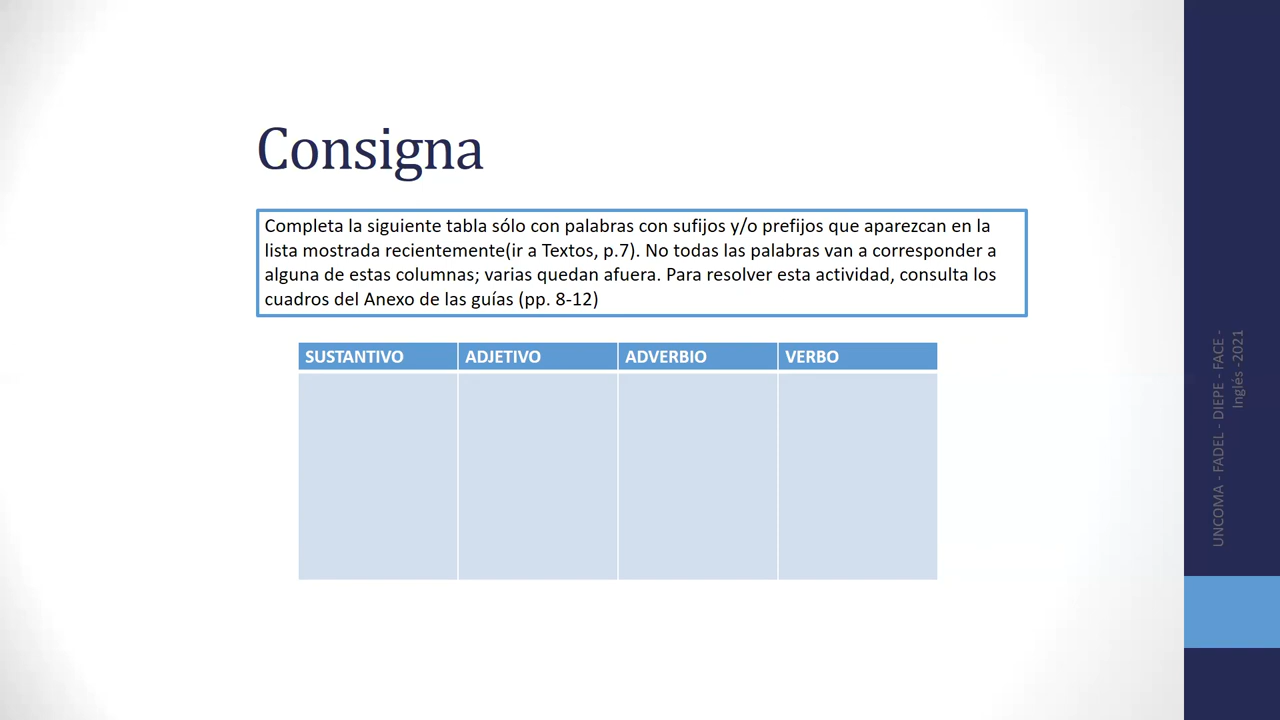 Consigna
Completa la siguiente tabla sólo con palabras con sufijos y/o prefijos que aparezcan en la
lista mostrada recientemente(ir a Textos, p.7). No todas las palabras van a corresponder a
alguna de estas columnas; varias quedan afuera. Para resolver esta actividad, consulta los
cuadros del Anexo de las guías (pp. 8-12)
SUSTANTIVO ADJETIVO ADVERBIO VERBO
UNCOMA - FADEL - DIEPE - FACE -
Inglés -2021